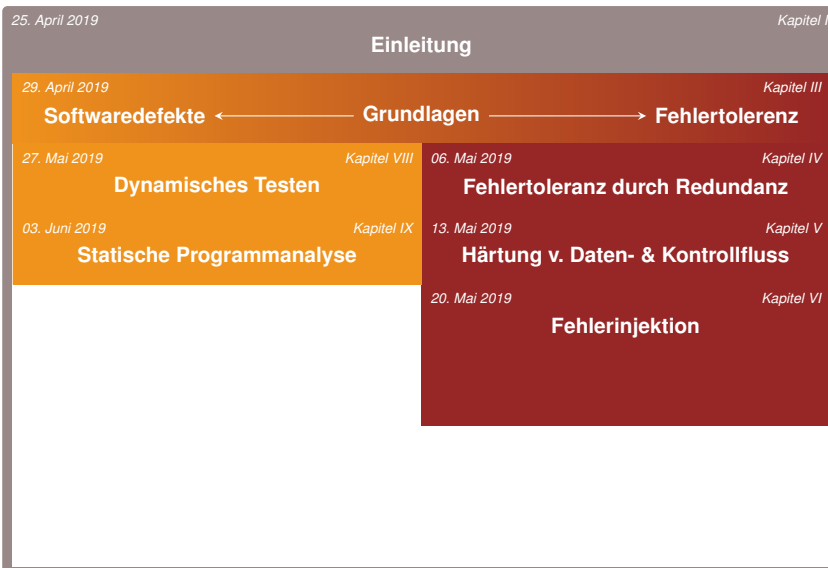 25. April 2019 Kapitel I
Einleitung
29. April 2019 Kapitel III
Softwaredefekte ← Grundlagen → Fehlertolerenz
27. Mai 2019 Kapitel VIII
Dynamisches Testen
03. Juni 2019 Kapitel IX
Statische Programmanalyse
06. Mai 2019 Kapitel IV
Fehlertoleranz durch Redundanz
13. Mai 2019 Kapitel V
Härtung v. Daten- & Kontrollfluss
20. Mai 2019 Kapitel VI
Fehlerinjektion